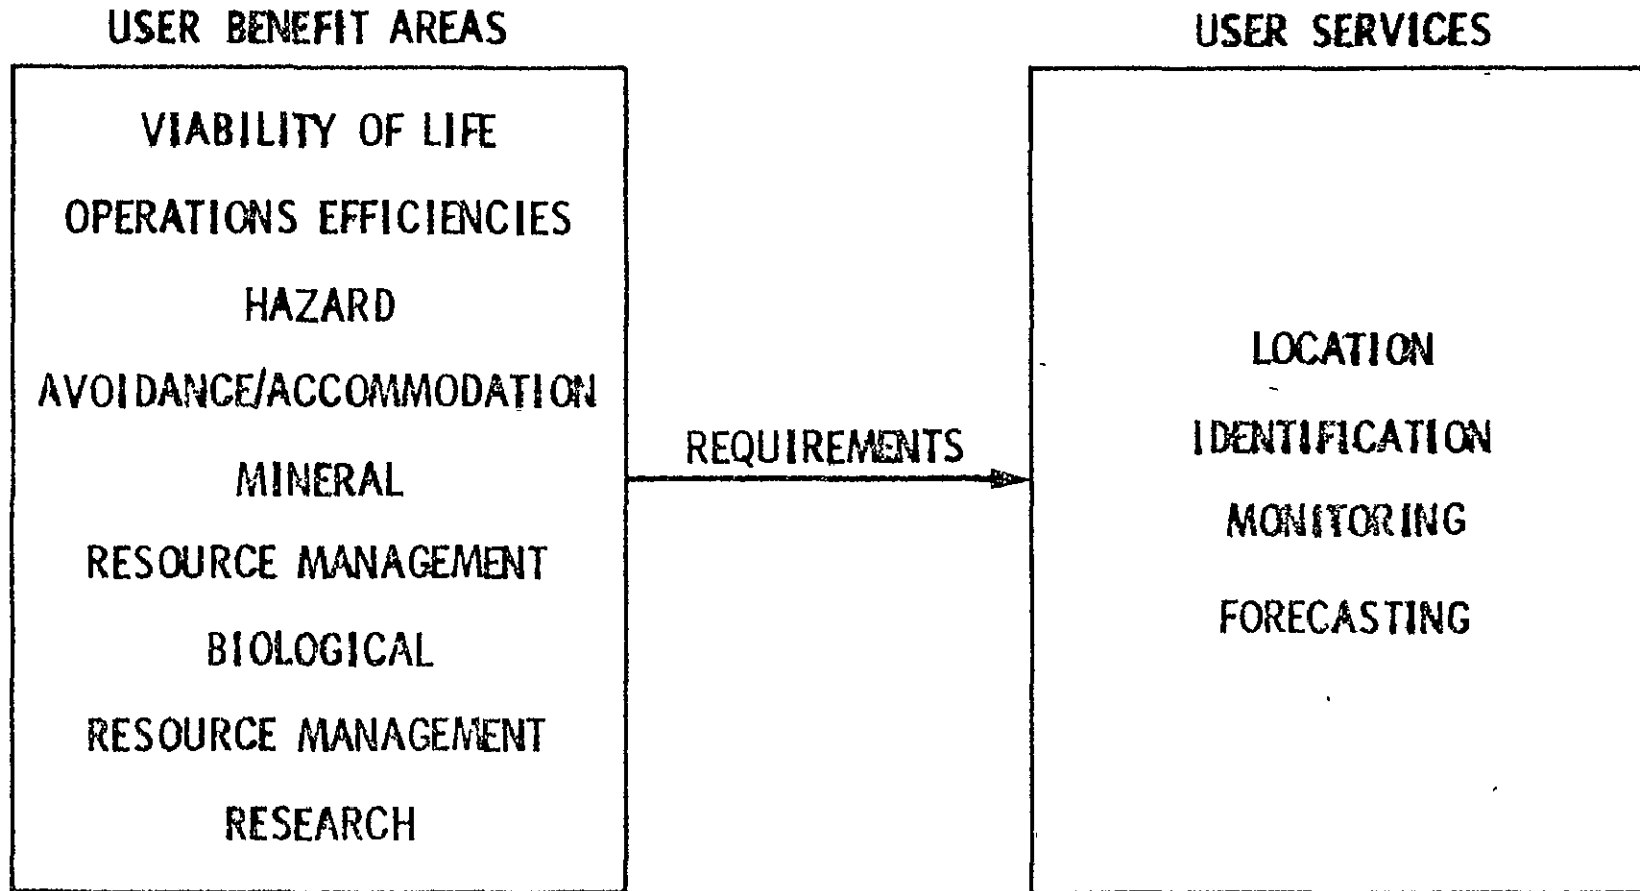 USER BENEFIT AREAS
VIABILITY OF LIFE
OPERATIONS EFFICIENCIES
HAZARD
AVOIDANCE/ACCOMMODATION
MINERAL
RESOURCE MANAGEMENT
BIOLOGICAL
RESOURCE MANAGEMENT
RESEARCH
REQUIREMENTS
USER SERVICES
LOCATION
IDENTIFICATION
MONITORING
FORECASTING